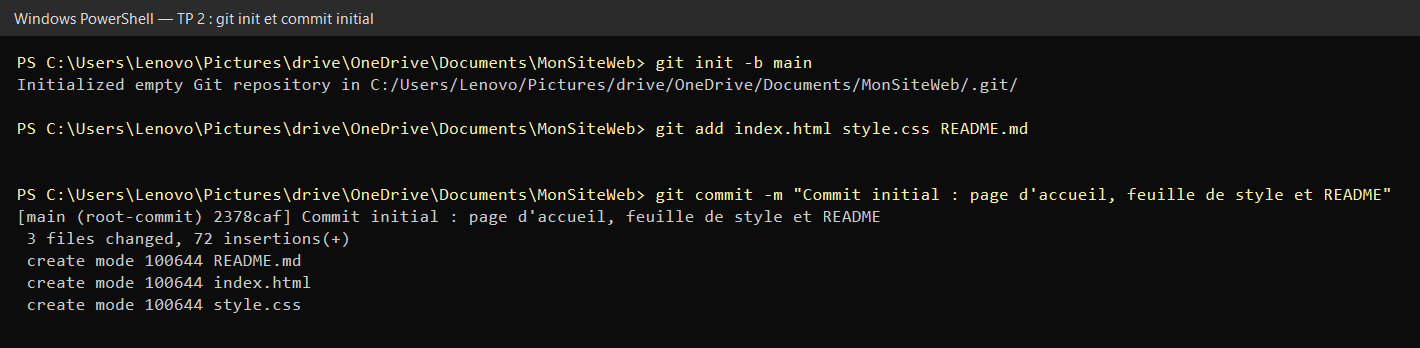 Windows PowerShell — TP 2 : git init et commit initial
PS C:\Users\Lenovo\Pictures\drive\OneDrive\Documents\MonSiteWeb> git init -b main
Initialized empty Git repository in C:/Users/Lenovo/Pictures/drive/OneDrive/Documents/MonSiteWeb/.git/
PS C:\Users\Lenovo\Pictures\drive\OneDrive\Documents\MonSiteWeb> git add index.html style.css README.md
PS C:\Users\Lenovo\Pictures\drive\OneDrive\Documents\MonSiteWeb> git commit -m "Commit initial : page d'accueil, feuille de style et README"
[main (root-commit) 2378caf] Commit initial : page d'accueil, feuille de style et README
 3 files changed, 72 insertions(+)
 create mode 100644 README.md
 create mode 100644 index.html
 create mode 100644 style.css